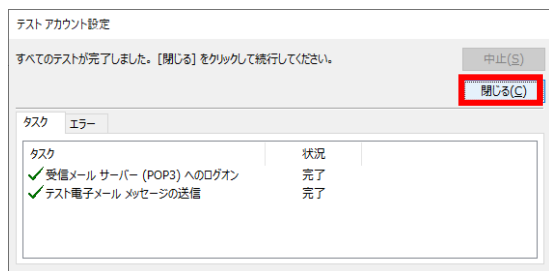 テスト アカウント設定
すべてのテストが完了しました。[閉じる] をクリックして続行してください。
中止(S)
閉じる(C)
タスク エラー
タスク 状況
受信メール サーバー (POP3) へのログオン 完了
テスト電子メール メッセージの送信 完了